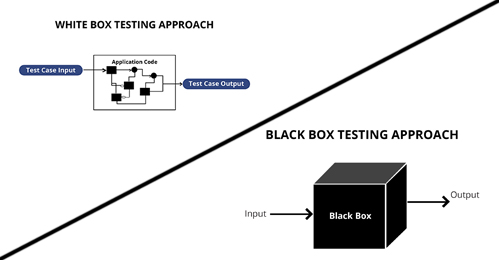 WHITE BOX TESTING APPROACH
Application Code
Test Case Input
Test Case Output
BLACK BOX TESTING APPROACH
Input
Black Box
Output